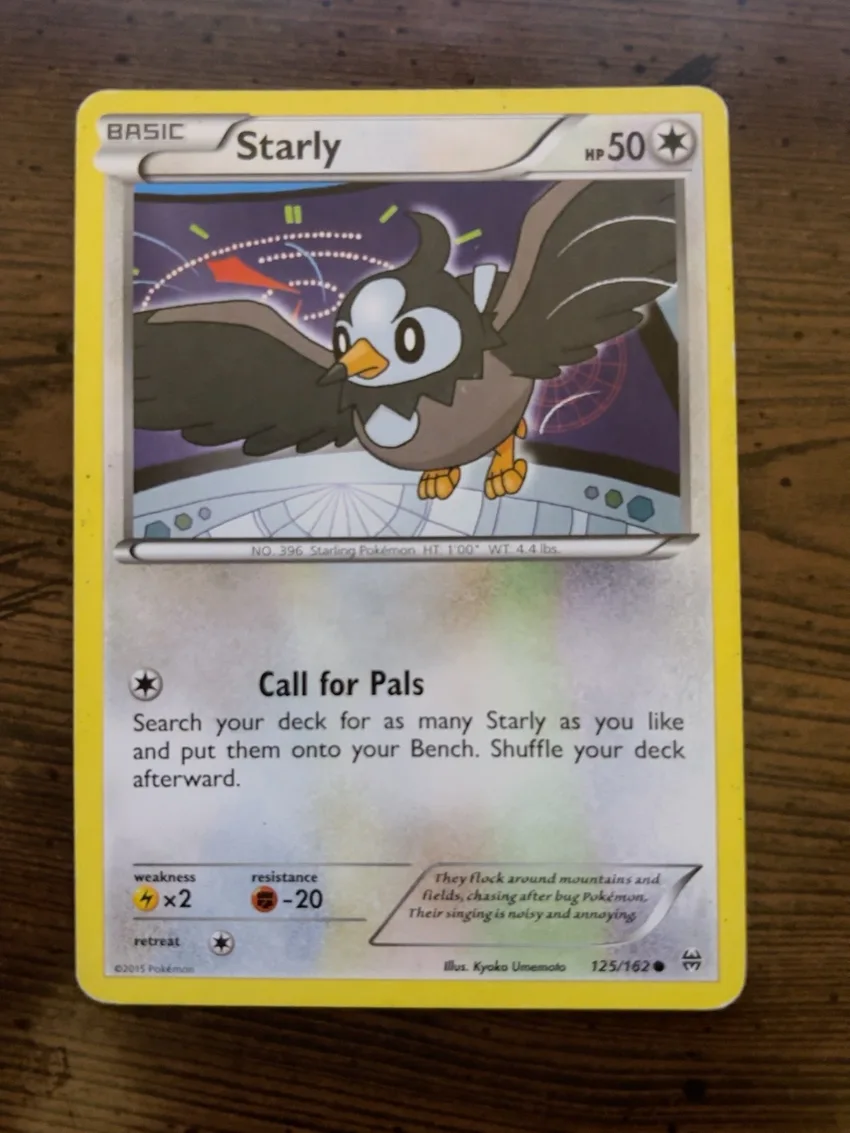 BASIC
Starly
HP 50
NO. 396 Starling Pokémon HT: 1'00" WT: 4.4 lbs.
Call for Pals
Search your deck for as many Starly as you like
and put them onto your Bench. Shuffle your deck
afterward.
weakness
×2
resistance
-20
They flock around mountains and
fields, chasing after bug Pokémon.
Their singing is noisy and annoying.
retreat
©2015 Pokémon
Illus. Kyoko Umemoto
125/162